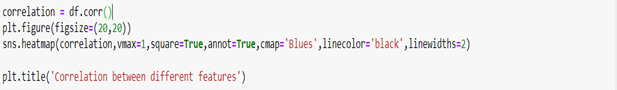 correlation = df.corr()
plt.figure(figsize=(20,20))
sns.heatmap(correlation,vmax=1,square=True,annot=True,cmap='Blues',linecolor='black',linewidths=2)
plt.title('Correlation between different features')